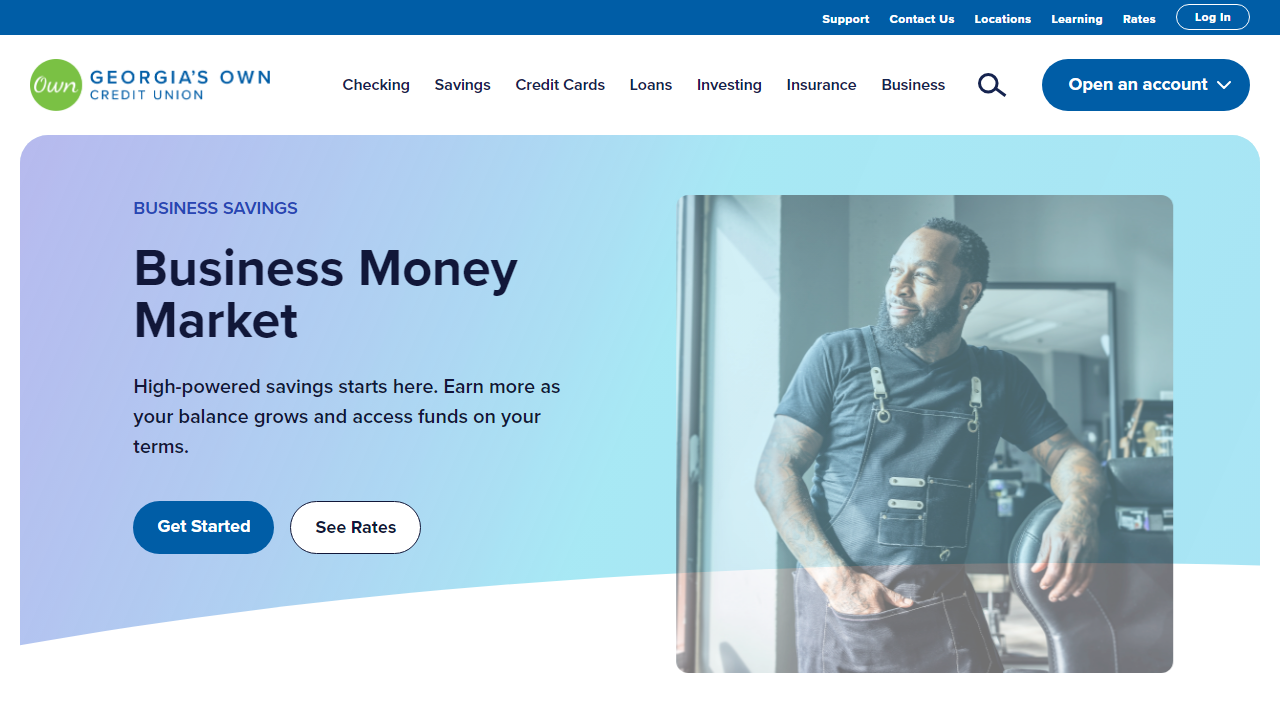 Support Contact Us Locations Learning Rates Log In
Own GEORGIA'S OWN
CREDIT UNION
Checking Savings Credit Cards Loans Investing Insurance Business Open an account
BUSINESS SAVINGS
Business Money
Market
High-powered savings starts here. Earn more as
your balance grows and access funds on your
terms.
Get Started See Rates